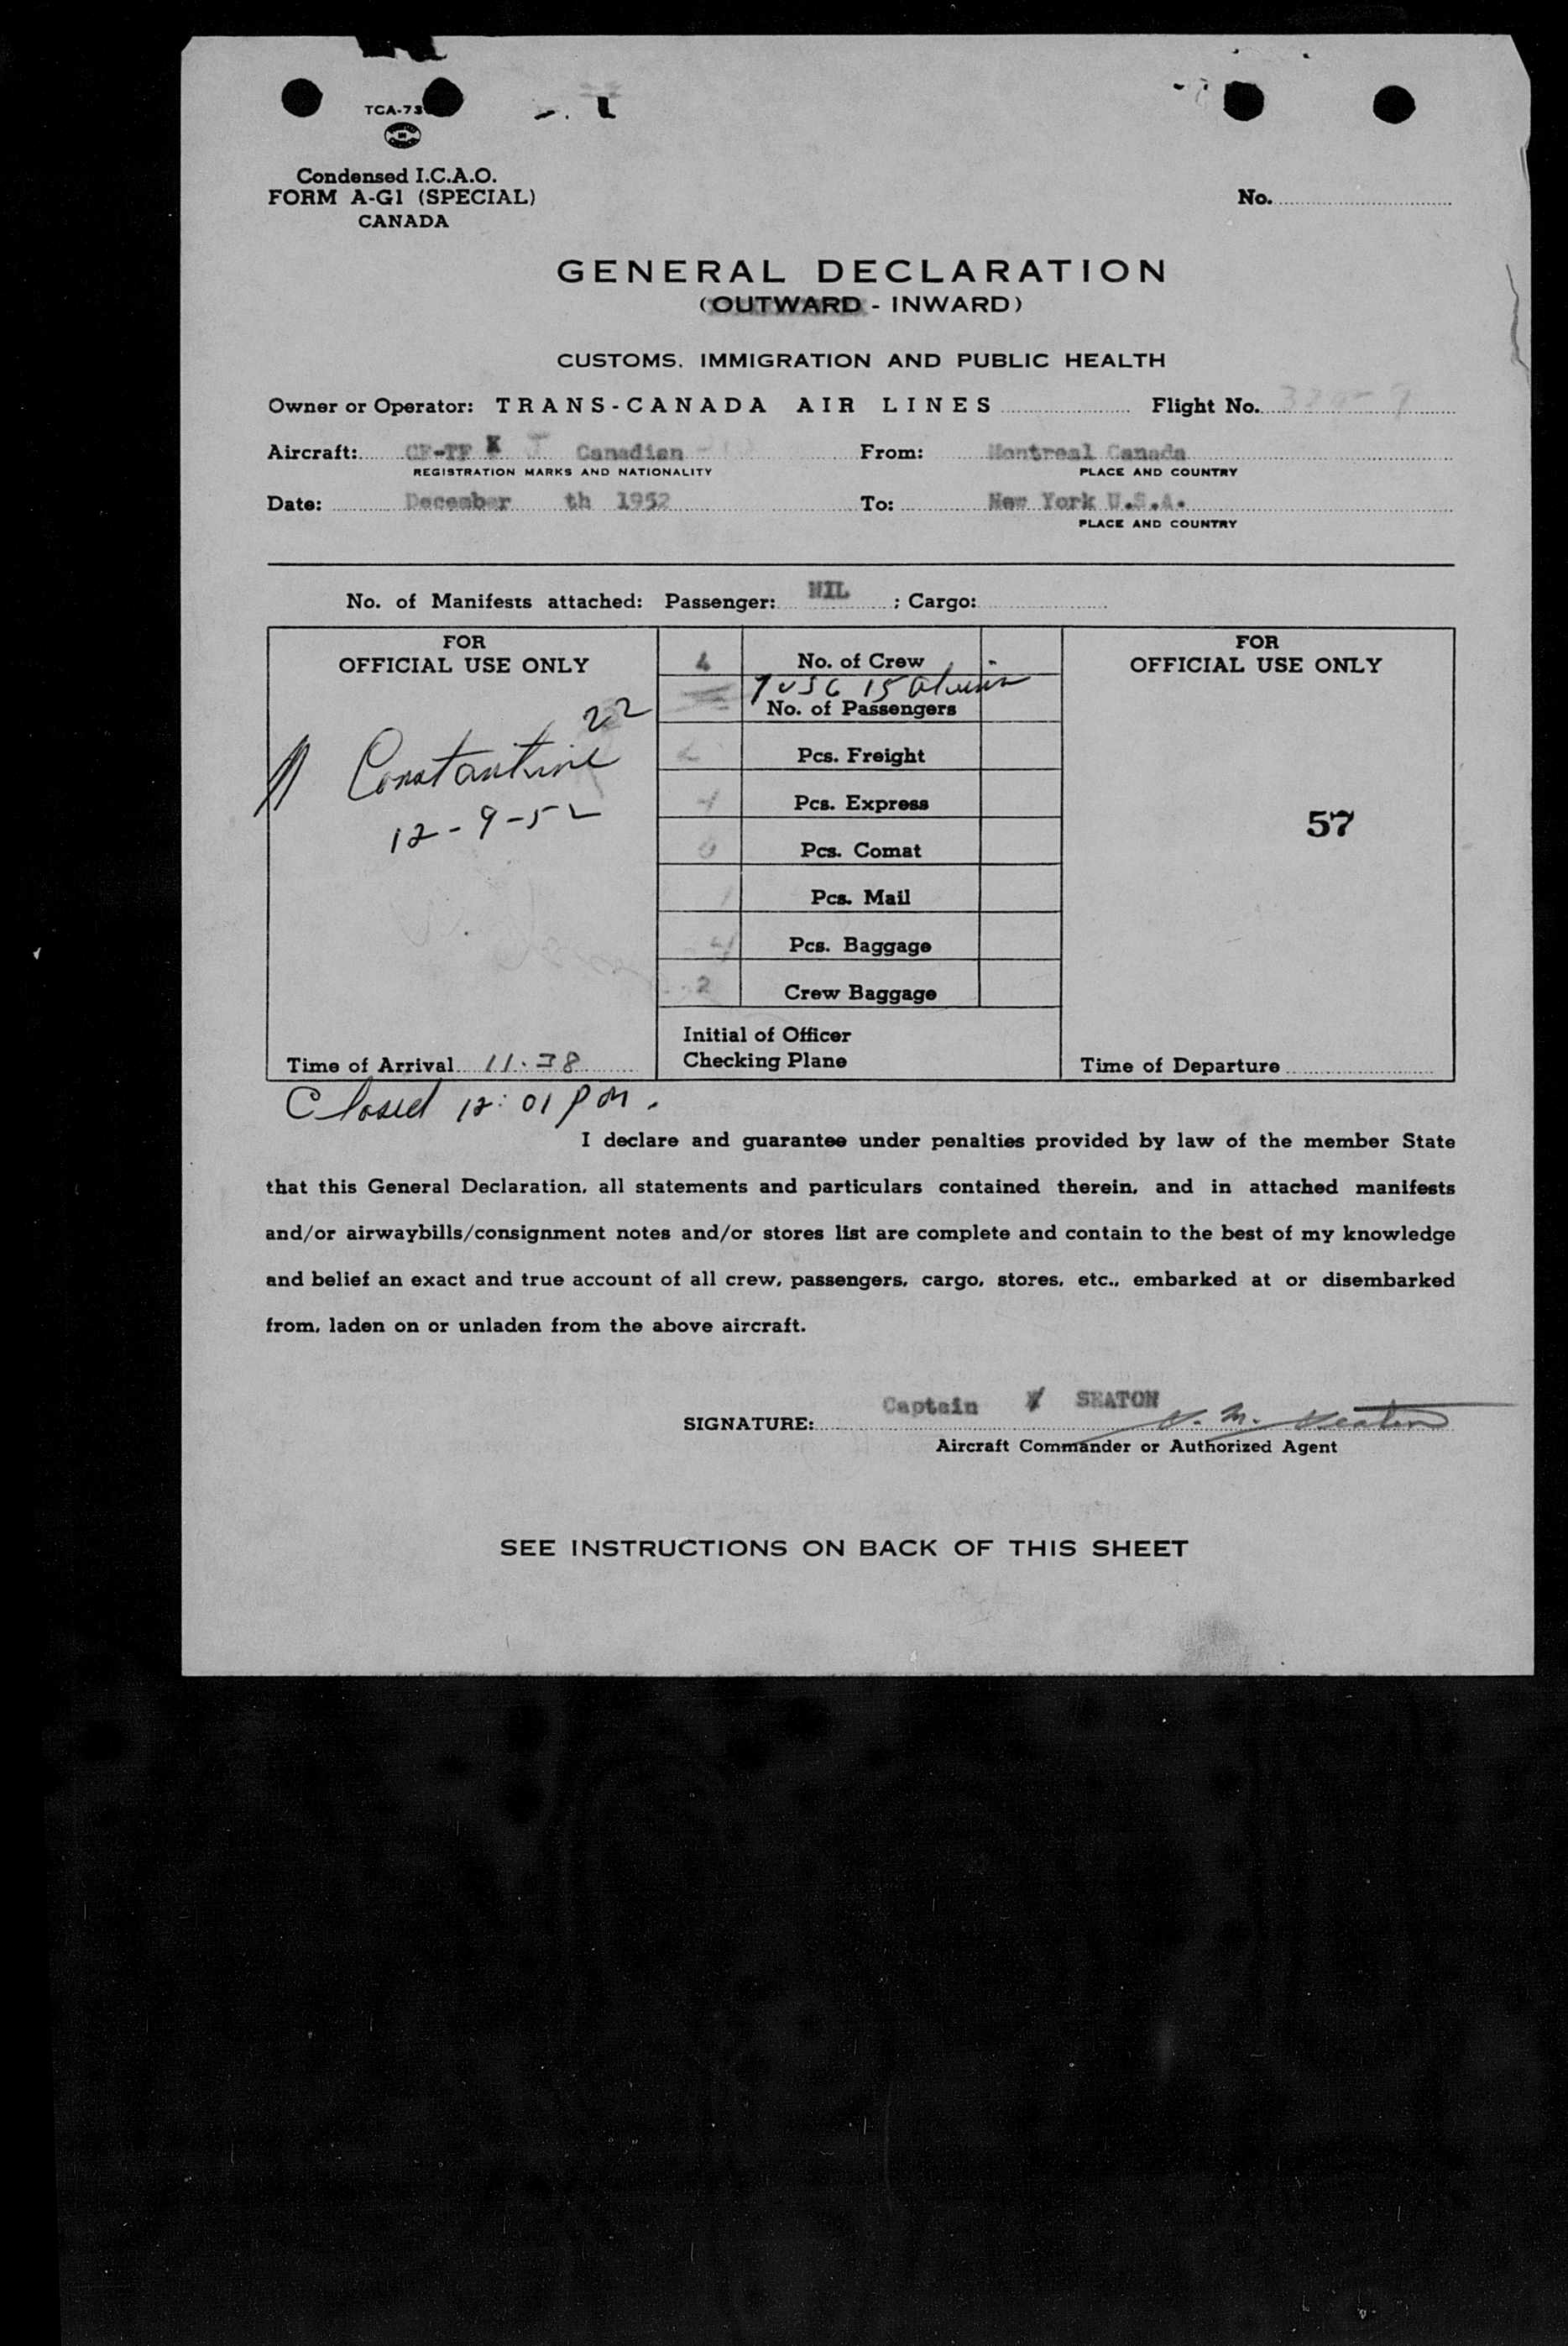 TCA-73
Condensed I.C.A.O.
FORM A-G1 (SPECIAL)
CANADA
No.
GENERAL DECLARATION
(OUTWARD - INWARD)
CUSTOMS, IMMIGRATION AND PUBLIC HEALTH
Owner or Operator: TRANS-CANADA AIR LINES Flight No.
Aircraft: CF-TF Canadian From: Montreal Canada
REGISTRATION MARKS AND NATIONALITY PLACE AND COUNTRY
Date: December th 1952 To: New York U.S.A.
PLACE AND COUNTRY
No. of Manifests attached: Passenger: NIL ; Cargo:
FOR
OFFICIAL USE ONLY
22
Constantine
12-9-52
Time of Arrival 11.38
4 No. of Crew
7 USC 15 Aliens
No. of Passengers
Pcs. Freight
Pcs. Express
Pcs. Comat
Pcs. Mail
Pcs. Baggage
2 Crew Baggage
Initial of Officer
Checking Plane
FOR
OFFICIAL USE ONLY
57
Time of Departure
Closed 12:01 PM.
I declare and guarantee under penalties provided by law of the member State
that this General Declaration, all statements and particulars contained therein, and in attached manifests
and/or airwaybills/consignment notes and/or stores list are complete and contain to the best of my knowledge
and belief an exact and true account of all crew, passengers, cargo, stores, etc., embarked at or disembarked
from, laden on or unladen from the above aircraft.
Captain SEATON
SIGNATURE: V. M. Seaton
Aircraft Commander or Authorized Agent
SEE INSTRUCTIONS ON BACK OF THIS SHEET